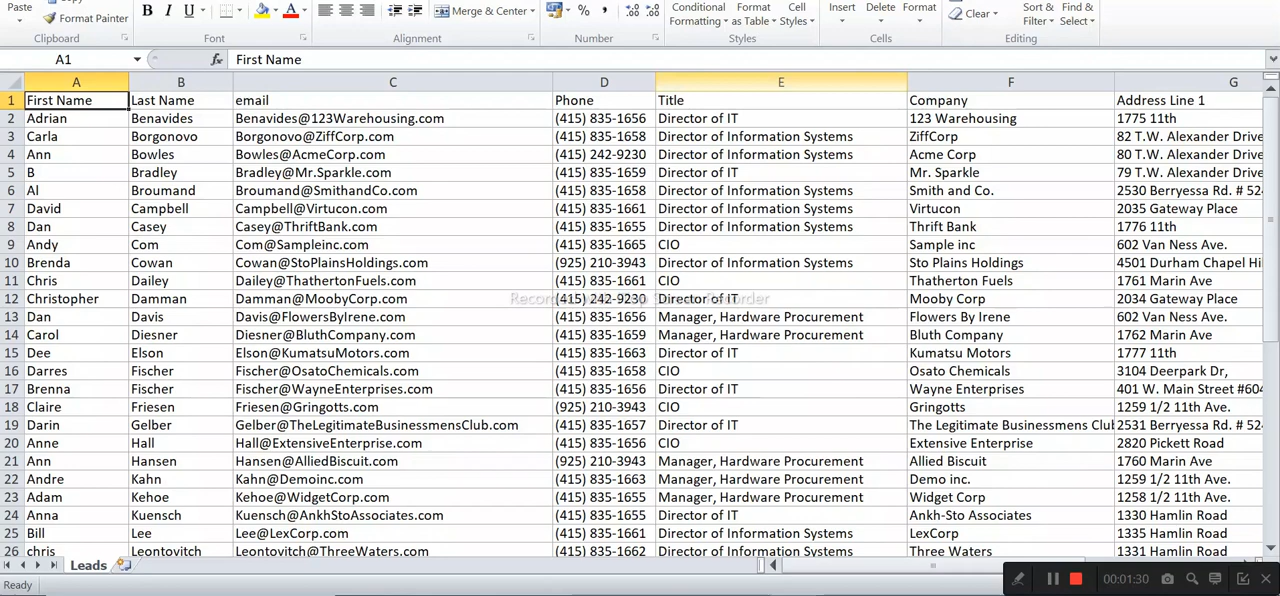 Paste Copy B I U A Merge & Center % , Conditional Format Cell Insert Delete Format Sort & Find &
Format Painter Formatting as Table Styles Clear Filter Select
Clipboard Font Alignment Number Styles Cells Editing
A1 fx First Name
A B C D E F G
1 First Name Last Name email Phone Title Company Address Line 1
2 Adrian Benavides Benavides@123Warehousing.com (415) 835-1656 Director of IT 123 Warehousing 1775 11th
3 Carla Borgonovo Borgonovo@ZiffCorp.com (415) 835-1658 Director of Information Systems ZiffCorp 82 T.W. Alexander Drive
4 Ann Bowles Bowles@AcmeCorp.com (415) 242-9230 Director of Information Systems Acme Corp 80 T.W. Alexander Drive
5 B Bradley Bradley@Mr.Sparkle.com (415) 835-1659 Director of IT Mr. Sparkle 79 T.W. Alexander Drive
6 Al Broumand Broumand@SmithandCo.com (415) 835-1658 Director of Information Systems Smith and Co. 2530 Berryessa Rd. # 524
7 David Campbell Campbell@Virtucon.com (415) 835-1661 Director of Information Systems Virtucon 2035 Gateway Place
8 Dan Casey Casey@ThriftBank.com (415) 835-1655 Director of Information Systems Thrift Bank 1776 11th
9 Andy Com Com@Sampleinc.com (415) 835-1665 CIO Sample inc 602 Van Ness Ave.
10 Brenda Cowan Cowan@StoPlainsHoldings.com (925) 210-3943 Director of Information Systems Sto Plains Holdings 4501 Durham Chapel Hi
11 Chris Dailey Dailey@ThathertonFuels.com (415) 835-1661 CIO Thatherton Fuels 1761 Marin Ave
12 Christopher Damman Damman@MoobyCorp.com (415) 242-9230 Director of IT Mooby Corp 2034 Gateway Place
13 Dan Davis Davis@FlowersByIrene.com (415) 835-1656 Manager, Hardware Procurement Flowers By Irene 602 Van Ness Ave.
14 Carol Diesner Diesner@BluthCompany.com (415) 835-1659 Manager, Hardware Procurement Bluth Company 1762 Marin Ave
15 Dee Elson Elson@KumatsuMotors.com (415) 835-1663 Director of IT Kumatsu Motors 1777 11th
16 Darres Fischer Fischer@OsatoChemicals.com (415) 835-1658 CIO Osato Chemicals 3104 Deerpark Dr,
17 Brenna Fischer Fischer@WayneEnterprises.com (415) 835-1656 Director of IT Wayne Enterprises 401 W. Main Street #604
18 Claire Friesen Friesen@Gringotts.com (925) 210-3943 CIO Gringotts 1259 1/2 11th Ave.
19 Darin Gelber Gelber@TheLegitimateBusinessmensClub.com (415) 835-1657 Director of IT The Legitimate Businessmens Clu 2531 Berryessa Rd. # 52
20 Anne Hall Hall@ExtensiveEnterprise.com (415) 835-1656 CIO Extensive Enterprise 2820 Pickett Road
21 Ann Hansen Hansen@AlliedBiscuit.com (925) 210-3943 Manager, Hardware Procurement Allied Biscuit 1760 Marin Ave
22 Andre Kahn Kahn@Demoinc.com (415) 835-1663 Manager, Hardware Procurement Demo inc. 1259 1/2 11th Ave.
23 Adam Kehoe Kehoe@WidgetCorp.com (415) 835-1655 Manager, Hardware Procurement Widget Corp 1258 1/2 11th Ave.
24 Anna Kuensch Kuensch@AnkhStoAssociates.com (415) 835-1655 Director of IT Ankh-Sto Associates 1330 Hamlin Road
25 Bill Lee Lee@LexCorp.com (415) 835-1661 Director of Information Systems LexCorp 1334 Hamlin Road
26 chris Leontovitch Leontovitch@ThreeWaters.com (415) 835-1662 Director of Information Systems Three Waters 1331 Hamlin Road
Leads
Ready 00:01:30